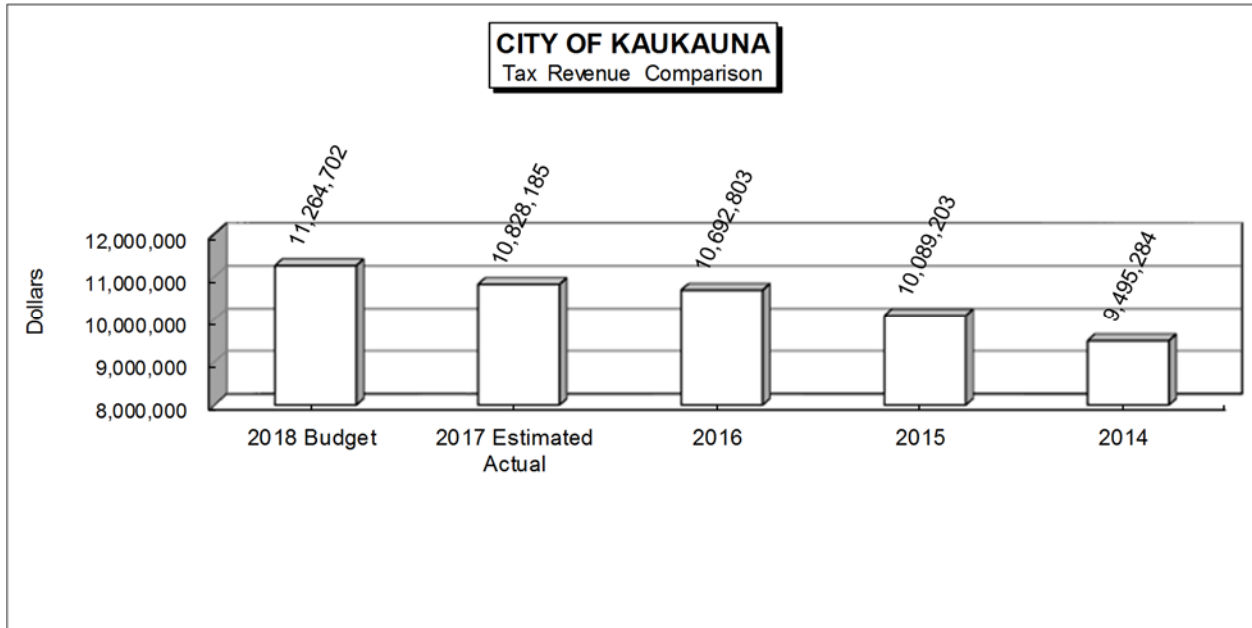 CITY OF KAUKAUNA
Tax Revenue Comparison
11,264,702
10,828,185
10,692,803
10,089,203
9,495,284
Dollars
12,000,000
11,000,000
10,000,000
9,000,000
8,000,000
2018 Budget
2017 Estimated
Actual
2016
2015
2014